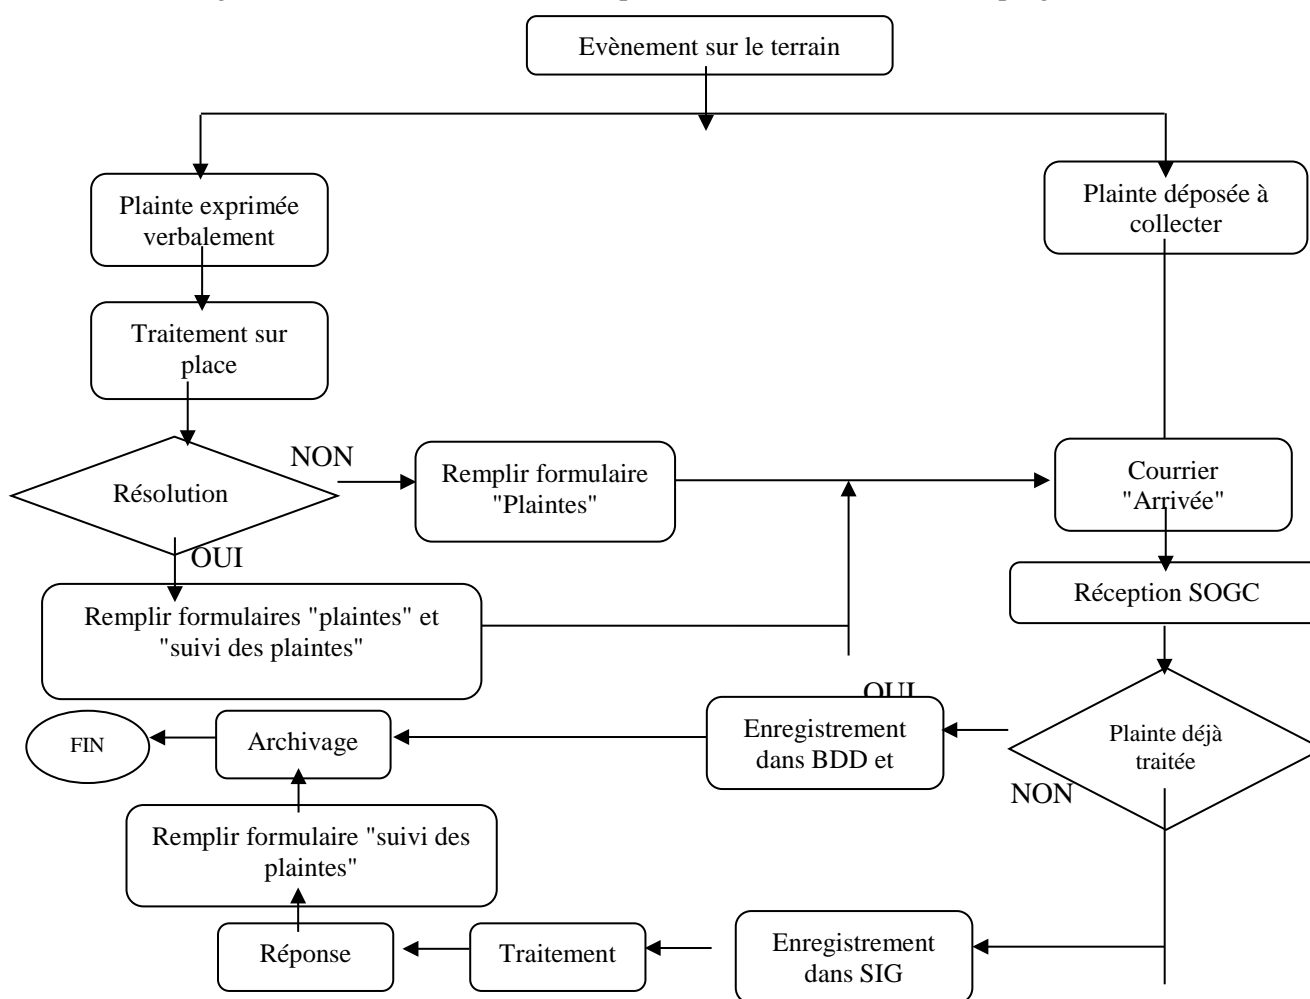 Evènement sur le terrain
Plainte exprimée
verbalement
Plainte déposée à
collecter
Traitement sur
place
NON
Résolution
Remplir formulaire
"Plaintes"
Courrier
"Arrivée"
OUI
Réception SOGC
Remplir formulaires "plaintes" et
"suivi des plaintes"
OUI
FIN
Archivage
Enregistrement
dans BDD et
Plainte déjà
traitée
NON
Remplir formulaire "suivi des
plaintes"
Réponse
Traitement
Enregistrement
dans SIG